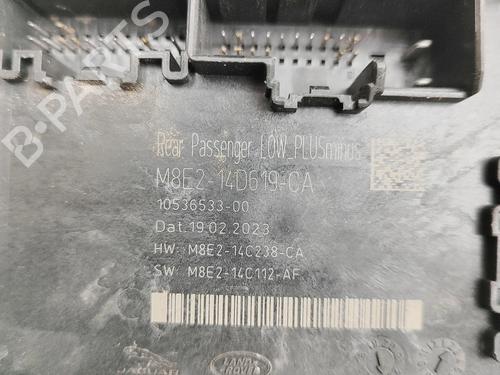 Rear Passenger LOW_PLUSminus
M8E2-14D619-CA
10536533-00
Dat.19.02.2023
HW: M8E2-14C238-CA
SW: M8E2-14C112-AF
JAGUAR
LAND ROVER
B-PARTS